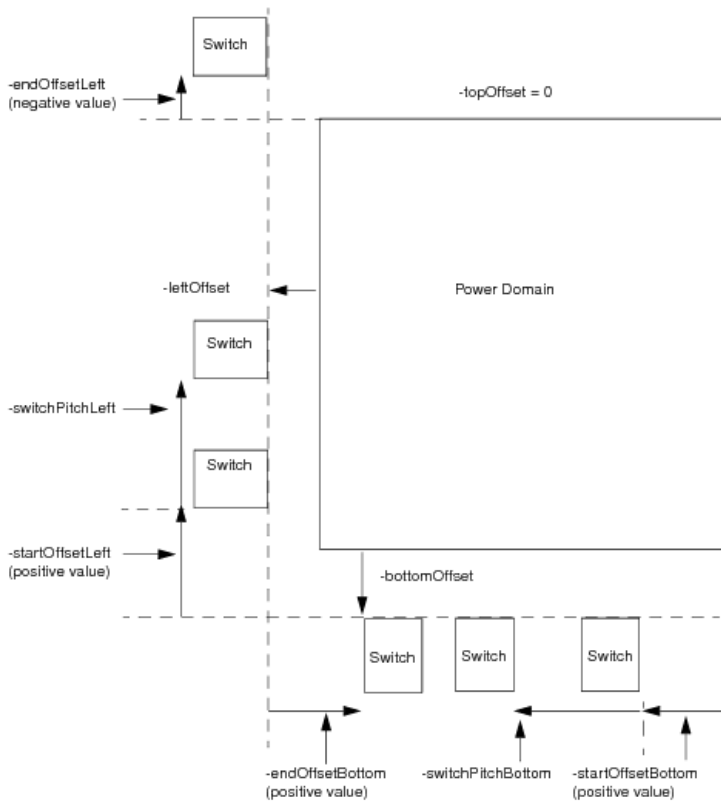 Switch
-endOffsetLeft
(negative value)
-topOffset = 0
-leftOffset
Power Domain
Switch
-switchPitchLeft
Switch
-startOffsetLeft
(positive value)
-bottomOffset
Switch
Switch
Switch
-endOffsetBottom
(positive value)
-switchPitchBottom
-startOffsetBottom
(positive value)